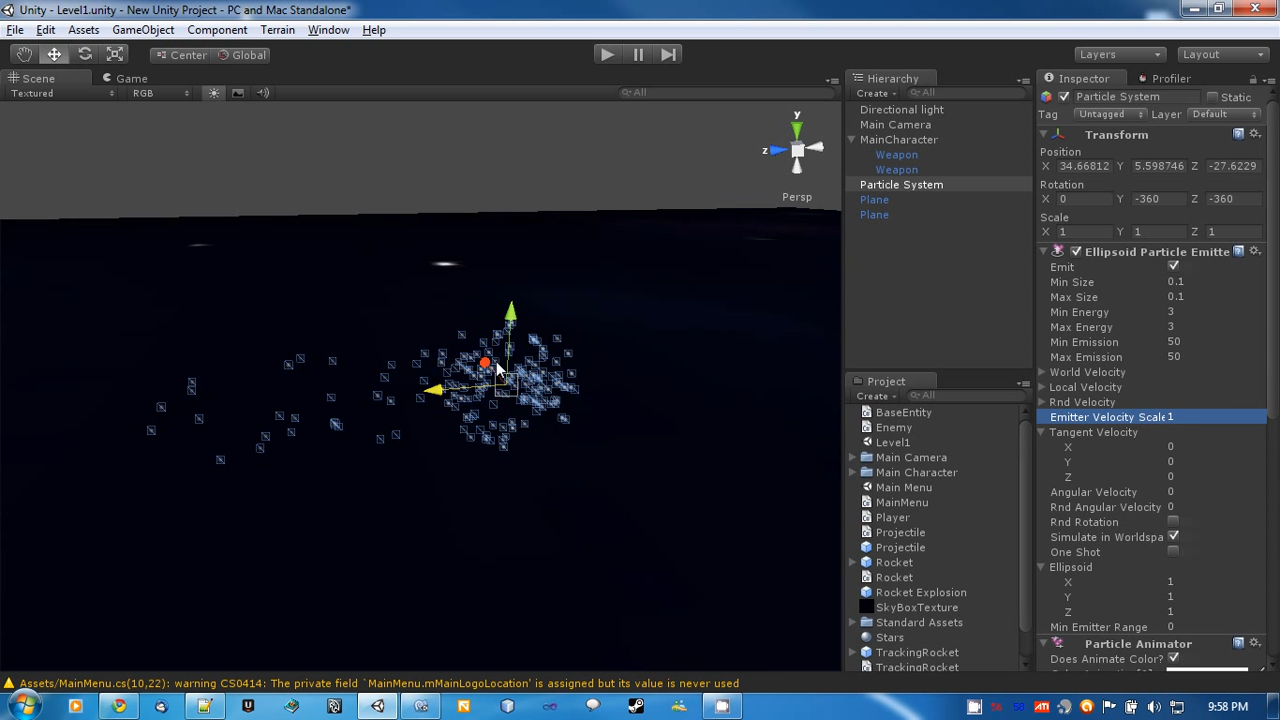 Unity - Level1.unity - New Unity Project - PC and Mac Standalone*
File Edit Assets GameObject Component Terrain Window Help
Center Global Layers Layout
Scene Game
Textured RGB All
y
z
Persp
Hierarchy
Create All
Directional light
Main Camera
MainCharacter
Weapon
Weapon
Particle System
Plane
Plane
Project
Create All
BaseEntity
Enemy
Level1
Main Camera
Main Character
Main Menu
MainMenu
Player
Projectile
Projectile
Rocket
Rocket
Rocket Explosion
SkyBoxTexture
Standard Assets
Stars
TrackingRocket
TrackingRocket
Inspector Profiler
Particle System Static
Tag Untagged Layer Default
Transform
Position
X 34.66812 Y 5.598746 Z -27.6229
Rotation
X 0 Y -360 Z -360
Scale
X 1 Y 1 Z 1
Ellipsoid Particle Emitte
Emit
Min Size 0.1
Max Size 0.1
Min Energy 3
Max Energy 3
Min Emission 50
Max Emission 50
World Velocity
Local Velocity
Rnd Velocity
Emitter Velocity Scale 1
Tangent Velocity
X 0
Y 0
Z 0
Angular Velocity 0
Rnd Angular Velocity 0
Rnd Rotation
Simulate in Worldspa
One Shot
Ellipsoid
X 1
Y 1
Z 1
Min Emitter Range 0
Particle Animator
Does Animate Color?
Assets/MainMenu.cs(10,22): warning CS0414: The private field `MainMenu.mMainLogoLocation' is assigned but its value is never used
58 ATI 9:58 PM